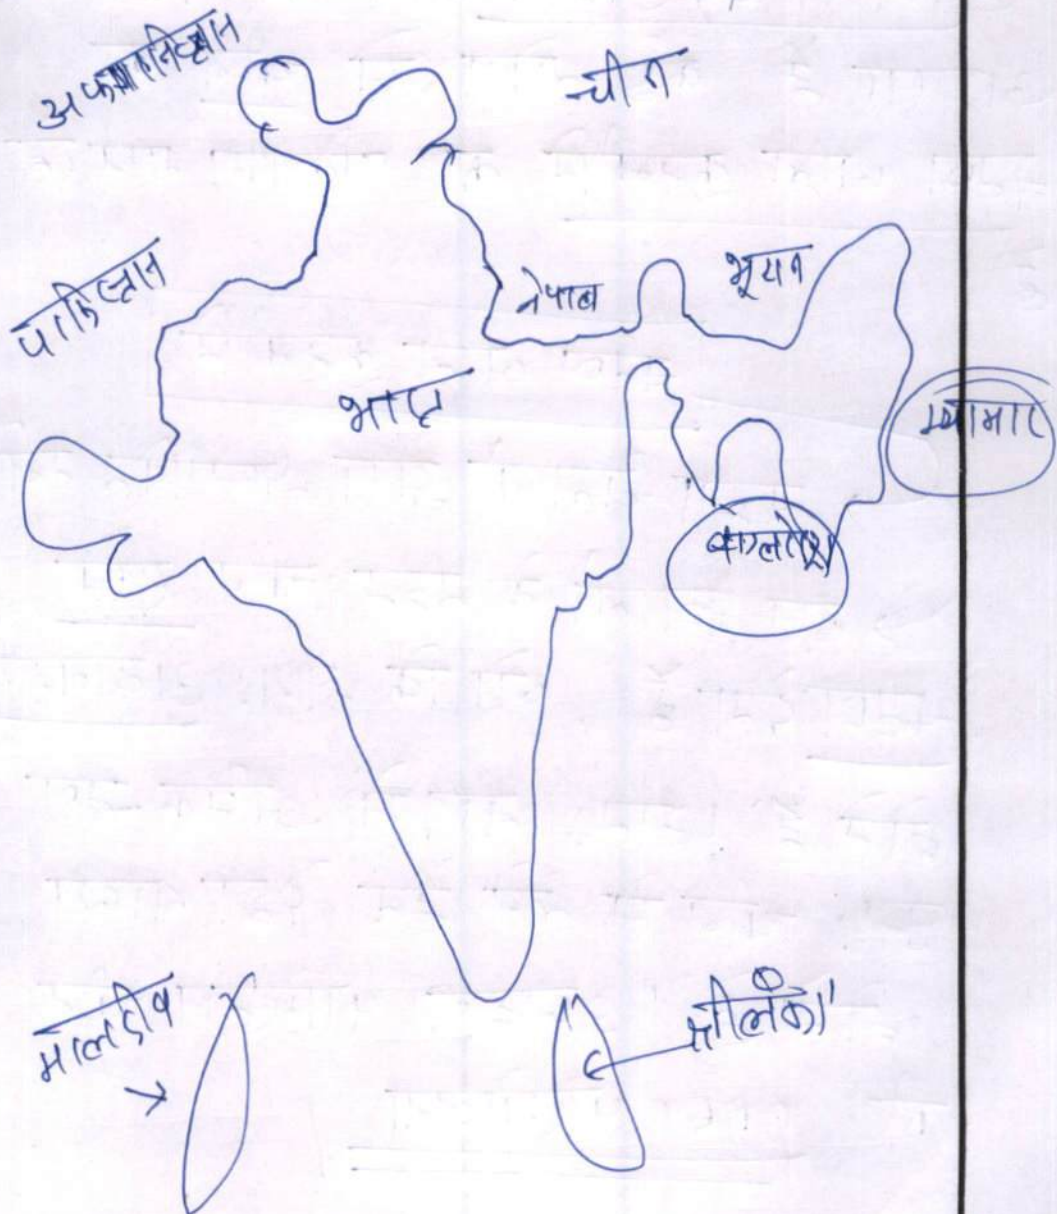 अफगानिस्तान
चीन
पाकिस्तान
नेपाल
भूटान
भारत
म्यांमार
बांग्लादेश
मालद्वीव
श्रीलंका